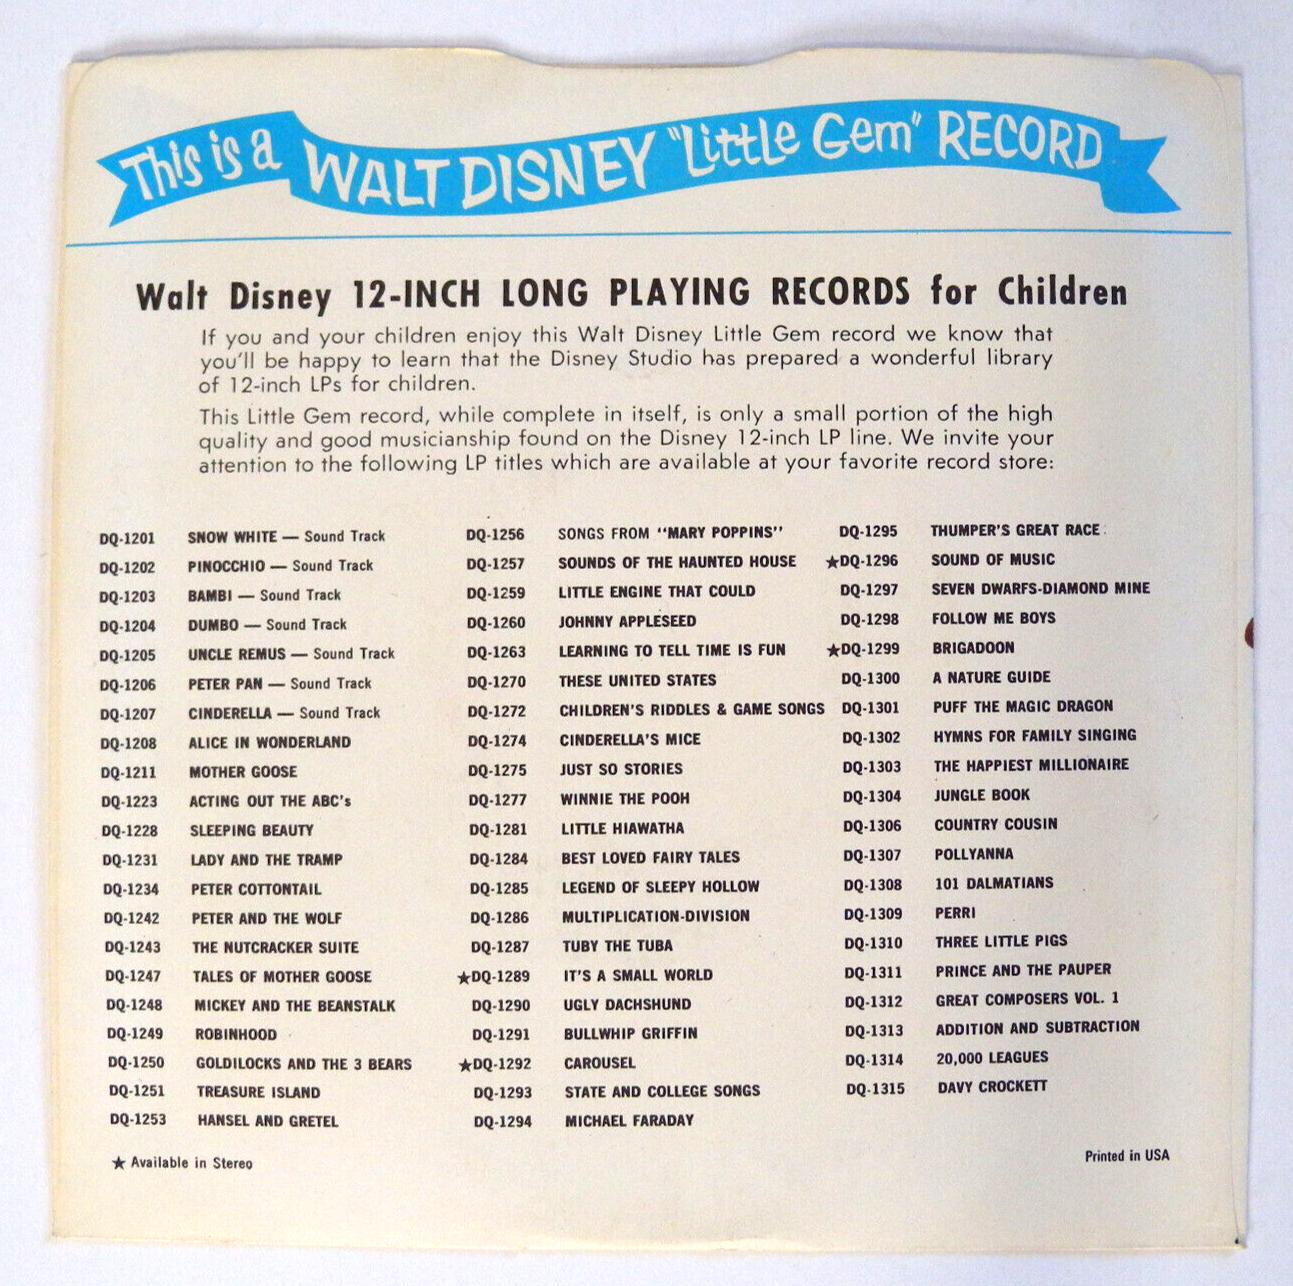 This is a WALT DISNEY "Little Gem" RECORD
Walt Disney 12-INCH LONG PLAYING RECORDS for Children
If you and your children enjoy this Walt Disney Little Gem record we know that
you'll be happy to learn that the Disney Studio has prepared a wonderful library
of 12-inch LPs for children.
This Little Gem record, while complete in itself, is only a small portion of the high
quality and good musicianship found on the Disney 12-inch LP line. We invite your
attention to the following LP titles which are available at your favorite record store:
DQ-1201 SNOW WHITE — Sound Track
DQ-1202 PINOCCHIO — Sound Track
DQ-1203 BAMBI — Sound Track
DQ-1204 DUMBO — Sound Track
DQ-1205 UNCLE REMUS — Sound Track
DQ-1206 PETER PAN — Sound Track
DQ-1207 CINDERELLA — Sound Track
DQ-1208 ALICE IN WONDERLAND
DQ-1211 MOTHER GOOSE
DQ-1223 ACTING OUT THE ABC's
DQ-1228 SLEEPING BEAUTY
DQ-1231 LADY AND THE TRAMP
DQ-1234 PETER COTTONTAIL
DQ-1242 PETER AND THE WOLF
DQ-1243 THE NUTCRACKER SUITE
DQ-1247 TALES OF MOTHER GOOSE
DQ-1248 MICKEY AND THE BEANSTALK
DQ-1249 ROBINHOOD
DQ-1250 GOLDILOCKS AND THE 3 BEARS
DQ-1251 TREASURE ISLAND
DQ-1253 HANSEL AND GRETEL
DQ-1256 SONGS FROM "MARY POPPINS"
DQ-1257 SOUNDS OF THE HAUNTED HOUSE
DQ-1259 LITTLE ENGINE THAT COULD
DQ-1260 JOHNNY APPLESEED
DQ-1263 LEARNING TO TELL TIME IS FUN
DQ-1270 THESE UNITED STATES
DQ-1272 CHILDREN'S RIDDLES & GAME SONGS
DQ-1274 CINDERELLA'S MICE
DQ-1275 JUST SO STORIES
DQ-1277 WINNIE THE POOH
DQ-1281 LITTLE HIAWATHA
DQ-1284 BEST LOVED FAIRY TALES
DQ-1285 LEGEND OF SLEEPY HOLLOW
DQ-1286 MULTIPLICATION-DIVISION
DQ-1287 TUBY THE TUBA
★DQ-1289 IT'S A SMALL WORLD
DQ-1290 UGLY DACHSHUND
DQ-1291 BULLWHIP GRIFFIN
★DQ-1292 CAROUSEL
DQ-1293 STATE AND COLLEGE SONGS
DQ-1294 MICHAEL FARADAY
DQ-1295 THUMPER'S GREAT RACE
★DQ-1296 SOUND OF MUSIC
DQ-1297 SEVEN DWARFS-DIAMOND MINE
DQ-1298 FOLLOW ME BOYS
★DQ-1299 BRIGADOON
DQ-1300 A NATURE GUIDE
DQ-1301 PUFF THE MAGIC DRAGON
DQ-1302 HYMNS FOR FAMILY SINGING
DQ-1303 THE HAPPIEST MILLIONAIRE
DQ-1304 JUNGLE BOOK
DQ-1306 COUNTRY COUSIN
DQ-1307 POLLYANNA
DQ-1308 101 DALMATIANS
DQ-1309 PERRI
DQ-1310 THREE LITTLE PIGS
DQ-1311 PRINCE AND THE PAUPER
DQ-1312 GREAT COMPOSERS VOL. 1
DQ-1313 ADDITION AND SUBTRACTION
DQ-1314 20,000 LEAGUES
DQ-1315 DAVY CROCKETT
★ Available in Stereo
Printed in USA